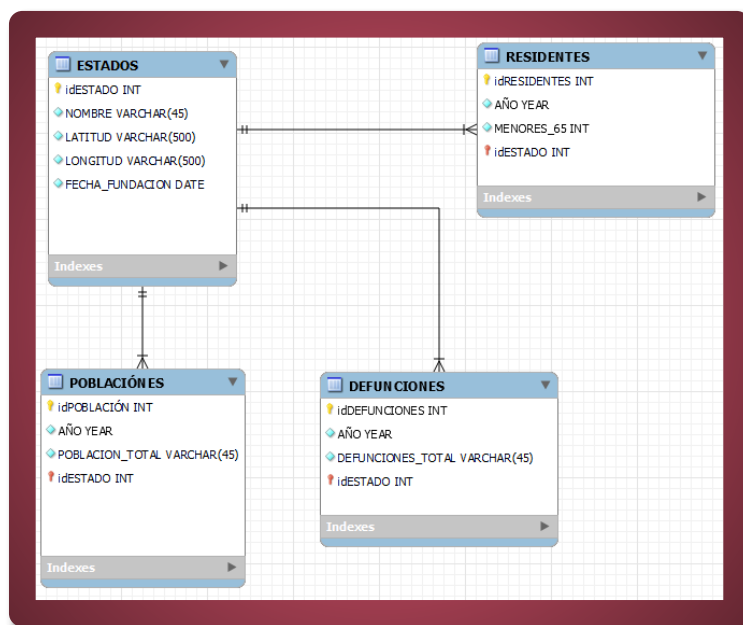 ESTADOS
idESTADO INT
NOMBRE VARCHAR(45)
LATITUD VARCHAR(500)
LONGITUD VARCHAR(500)
FECHA_FUNDACION DATE
Indexes
RESIDENTES
idRESIDENTES INT
AÑO YEAR
MENORES_65 INT
idESTADO INT
Indexes
POBLACIÓNES
idPOBLACIÓN INT
AÑO YEAR
POBLACION_TOTAL VARCHAR(45)
idESTADO INT
Indexes
DEFUNCIONES
idDEFUNCIONES INT
AÑO YEAR
DEFUNCIONES_TOTAL VARCHAR(45)
idESTADO INT
Indexes